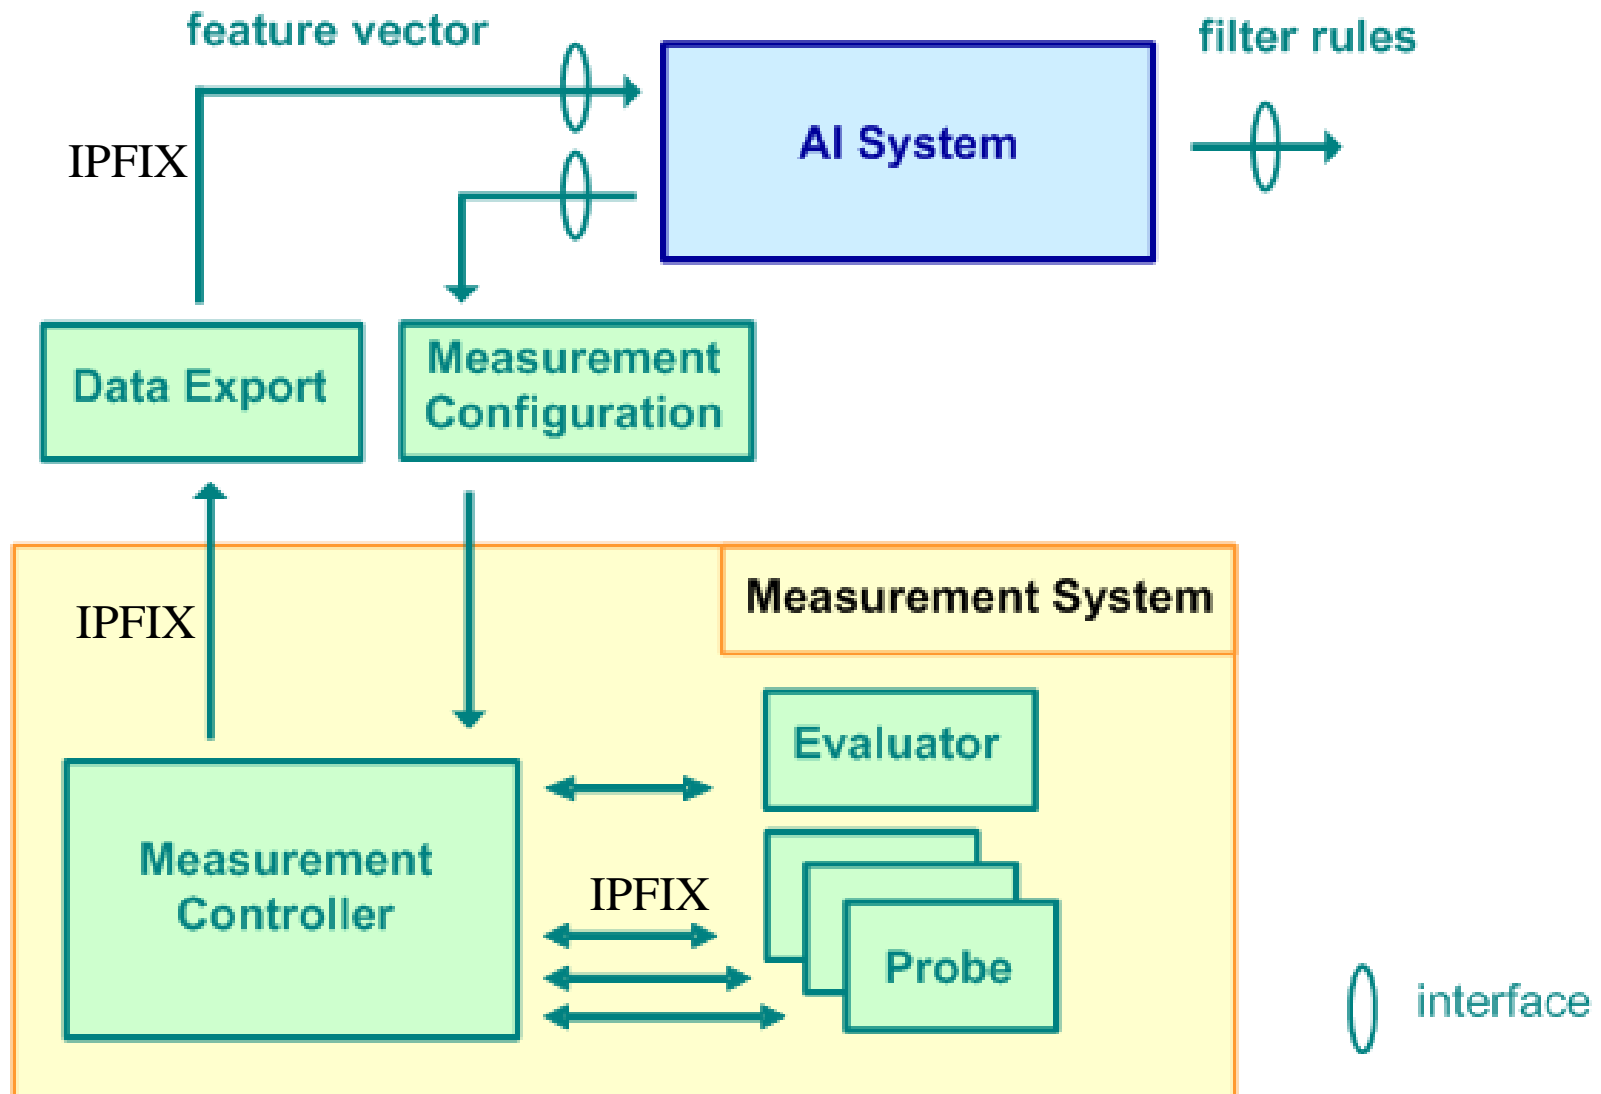 feature vector
filter rules
AI System
IPFIX
Data Export
Measurement
Configuration
Measurement System
IPFIX
Evaluator
Measurement
Controller
IPFIX
Probe
interface